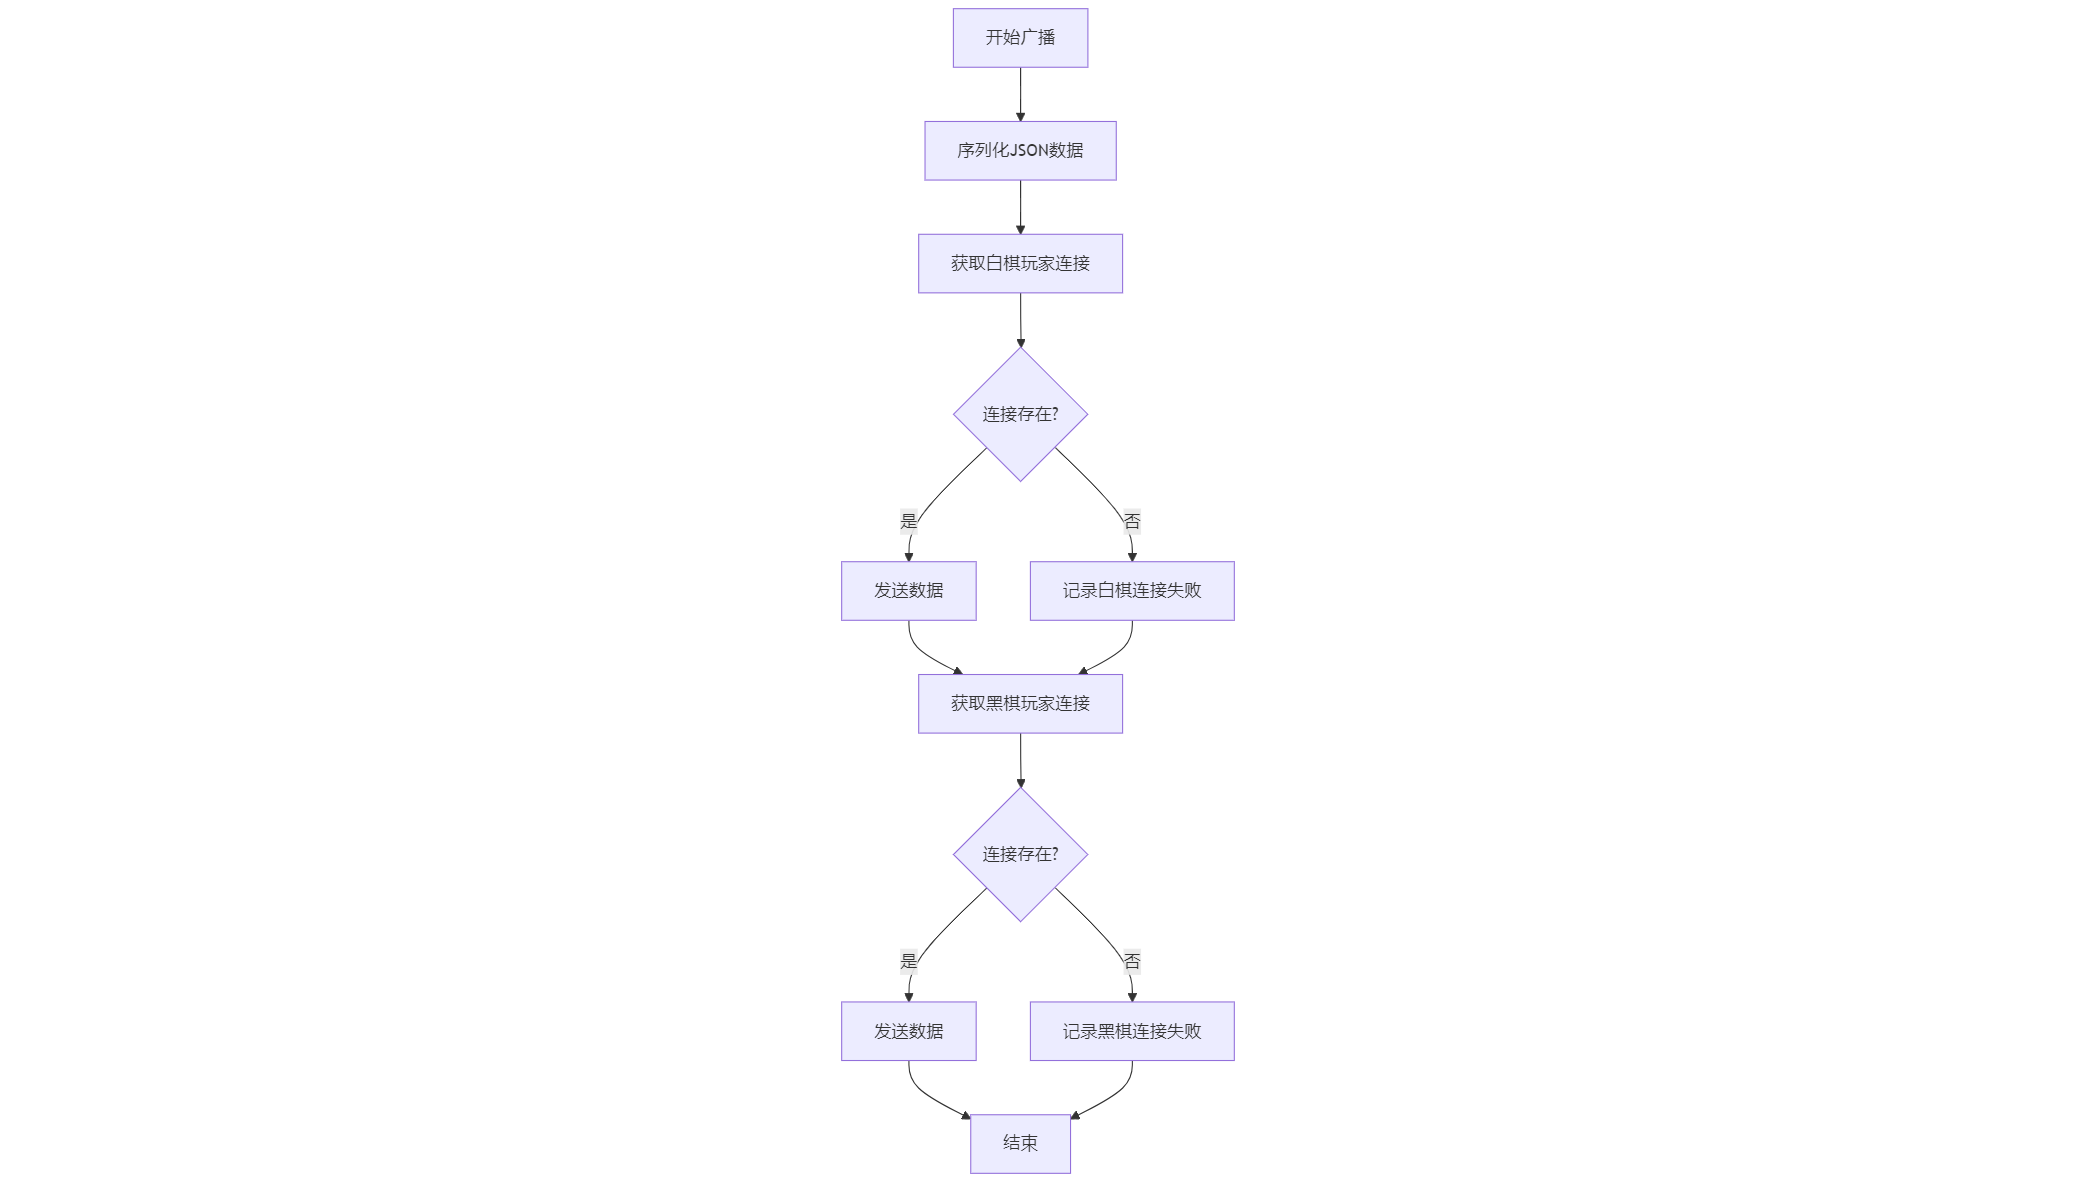 开始广播
序列化JSON数据
获取白棋玩家连接
连接存在?
是
否
发送数据
记录白棋连接失败
获取黑棋玩家连接
连接存在?
是
否
发送数据
记录黑棋连接失败
结束